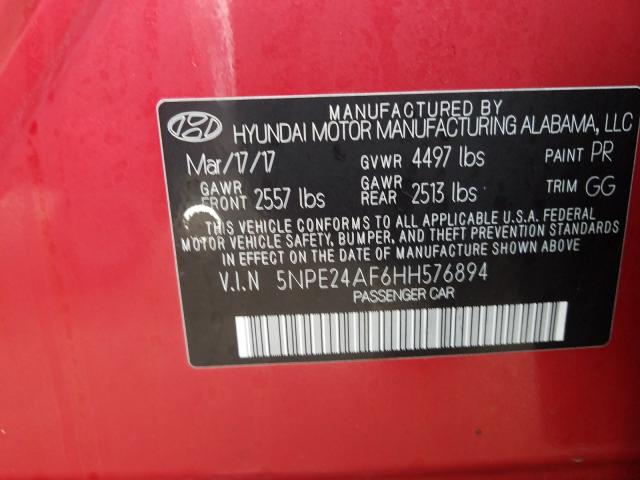 MANUFACTURED BY
HYUNDAI MOTOR MANUFACTURING ALABAMA, LLC
Mar/17/17 GVWR 4497 lbs PAINT PR
GAWR FRONT 2557 lbs GAWR REAR 2513 lbs TRIM GG
THIS VEHICLE CONFORMS TO ALL APPLICABLE U.S.A. FEDERAL
MOTOR VEHICLE SAFETY, BUMPER, AND THEFT PREVENTION STANDARDS
IN EFFECT ON THE DATE OF MANUFACTURE SHOWN ABOVE.
V.I.N 5NPE24AF6HH576894
PASSENGER CAR